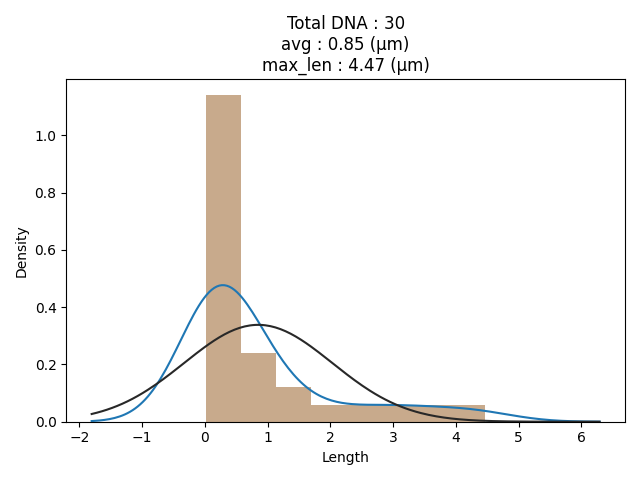 Total DNA : 30
avg : 0.85 (μm)
max_len : 4.47 (μm)
Density
1.0
0.8
0.6
0.4
0.2
0.0
−2 −1 0 1 2 3 4 5 6
Length